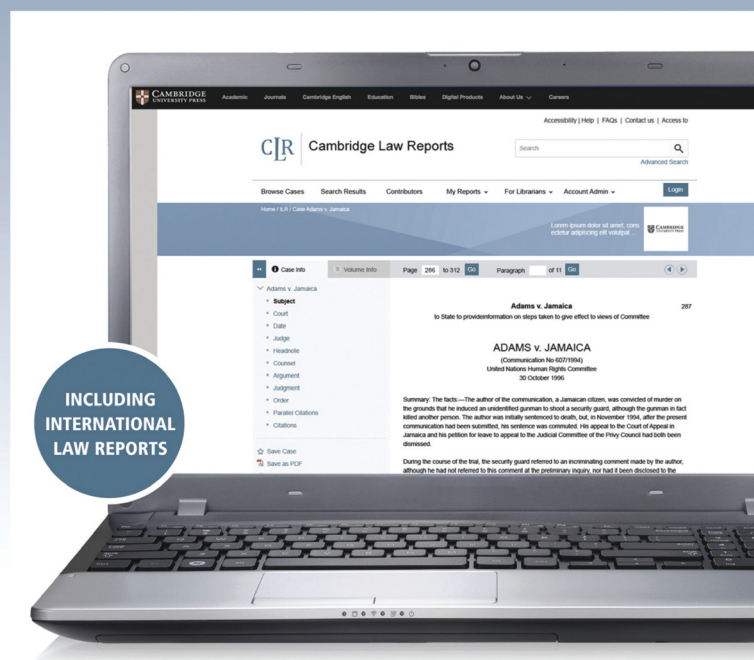 CAMBRIDGE
UNIVERSITY PRESS
Academic Journals Cambridge English Education Bibles Digital Products About Us Careers
Accessibility | Help | FAQs | Contact us | Access to
CLR Cambridge Law Reports
Search
Advanced Search
Browse Cases Search Results Contributors My Reports For Librarians Account Admin Login
Home / ILR / Case Adams v. Jamaica
Lorem ipsum dolor sit amet, cons
ectetur adipiscing elit volutpat ...
CAMBRIDGE
UNIVERSITY PRESS
Case Info Volume Info Page 286 to 312 Go Paragraph of 11 Go
Adams v. Jamaica
Subject
Court
Date
Judge
Headnote
Counsel
Argument
Judgment
Order
Parallel Citations
Citations
Save Case
Save as PDF
Adams v. Jamaica 287
to State to provideinformation on steps taken to give effect to views of Committee
ADAMS v. JAMAICA
(Communication No 607/1994)
United Nations Human Rights Committee
30 October 1996
Summary: The facts:—The author of the communication, a Jamaican citizen, was convicted of murder on
the grounds that he induced an unidentified gunman to shoot a security guard, although the gunman in fact
killed another person. The author was initially sentenced to death, but, in November 1994, after the present
communication had been submitted, his sentence was commuted. His appeal to the Court of Appeal in
Jamaica and his petition for leave to appeal to the Judicial Committee of the Privy Council had both been
dismissed.
During the course of the trial, the security guard referred to an incriminating comment made by the author,
although he had not referred to this comment at the preliminary inquiry, nor had it been disclosed to the
INCLUDING
INTERNATIONAL
LAW REPORTS